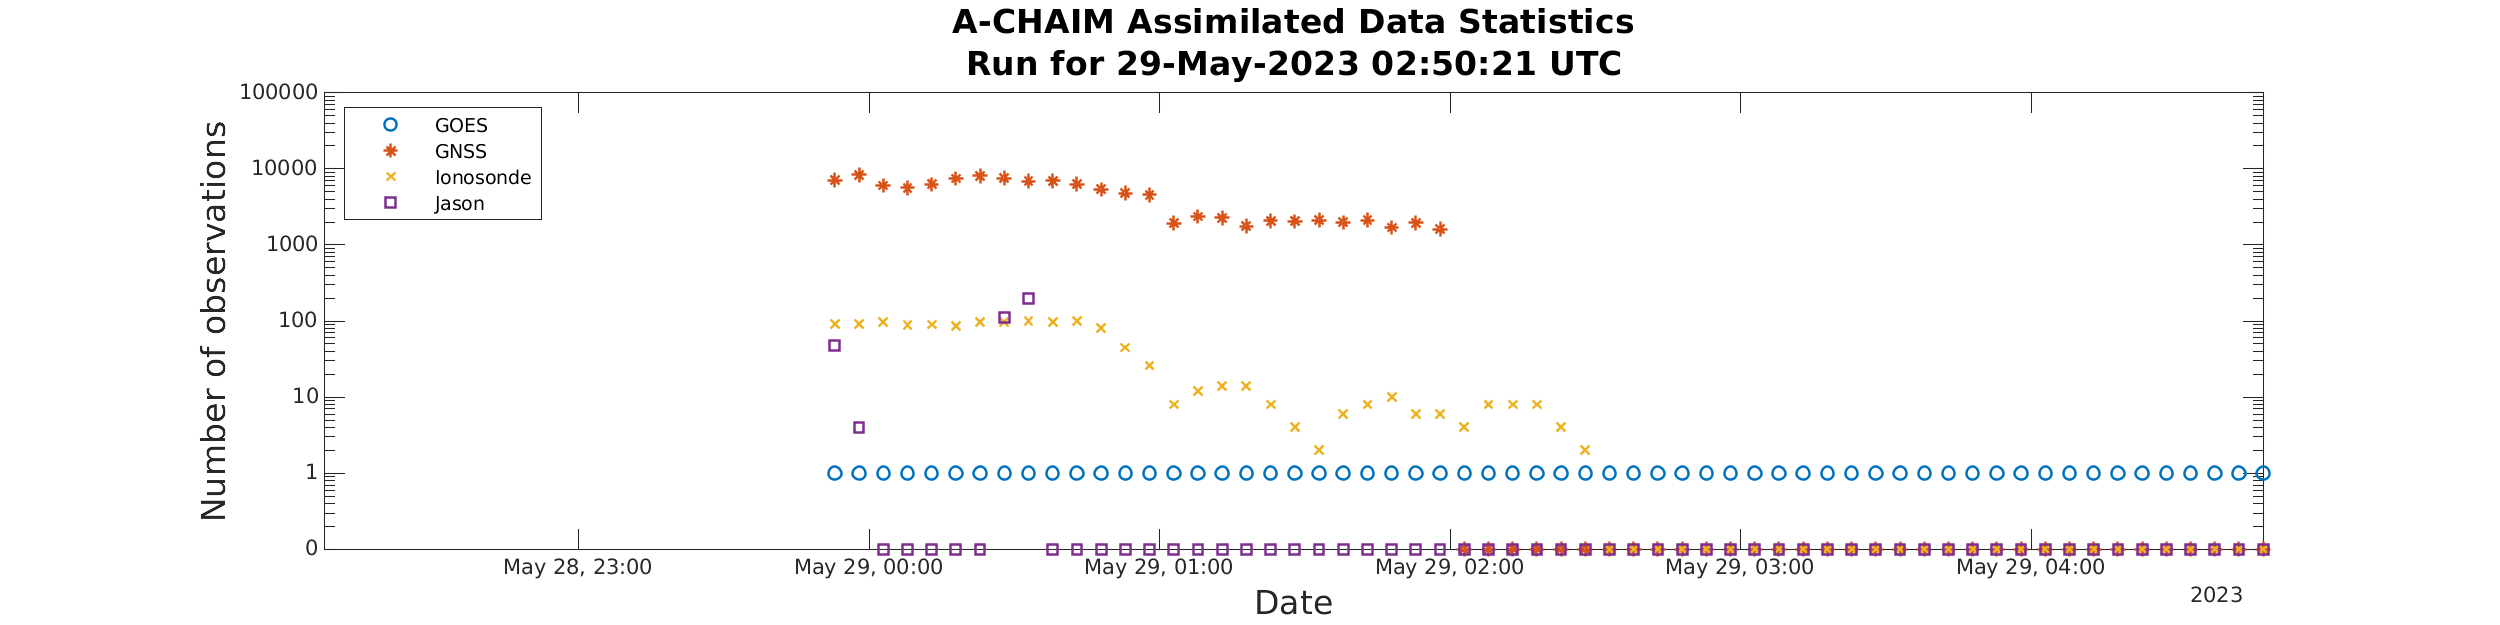 A-CHAIM Assimilated Data Statistics
Run for 29-May-2023 02:50:21 UTC
100000
10000
1000
100
10
1
0
Number of observations
GOES
GNSS
Ionosonde
Jason
May 28, 23:00
May 29, 00:00
May 29, 01:00
May 29, 02:00
May 29, 03:00
May 29, 04:00
2023
Date